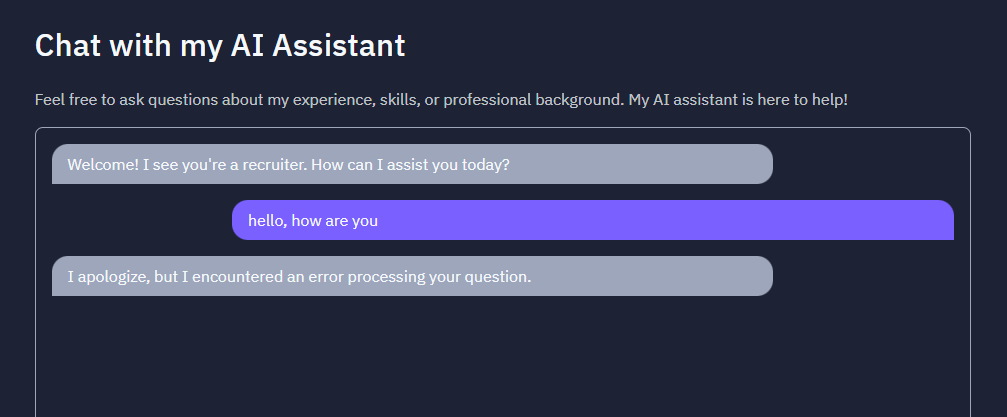 Chat with my AI Assistant
Feel free to ask questions about my experience, skills, or professional background. My AI assistant is here to help!
Welcome! I see you're a recruiter. How can I assist you today?
hello, how are you
I apologize, but I encountered an error processing your question.